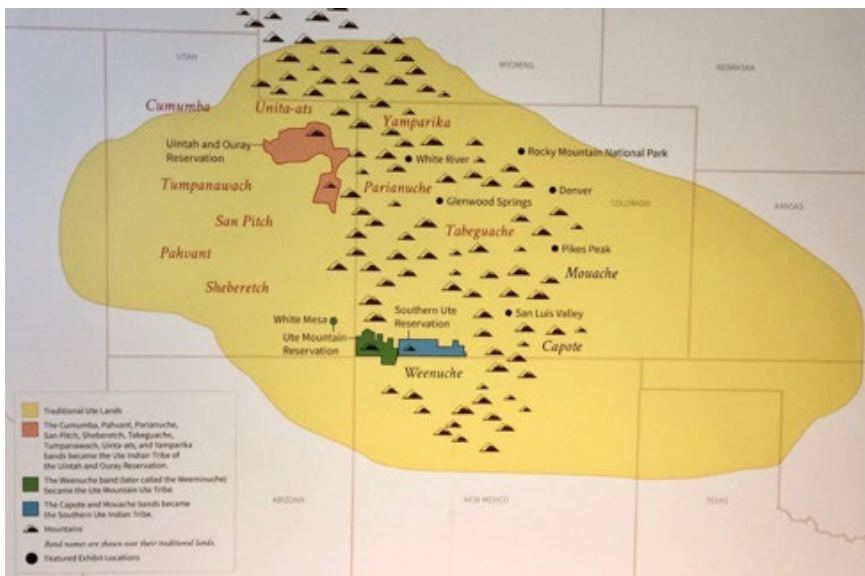 UTAH
WYOMING
NEBRASKA
Cumumba
Unita-ats
Yamparika
Uintah and Ouray
Reservation
White River
Rocky Mountain National Park
Tumpanawach
Parianuche
Denver
Glenwood Springs
COLORADO
KANSAS
San Pitch
Tabeguache
Pahvant
Pikes Peak
Mouache
Sheberetch
Southern Ute
Reservation
San Luis Valley
White Mesa
Ute Mountain
Reservation
Capote
Weenuche
Traditional Ute Lands
The Cumumba, Pahvant, Parianuche,
San Pitch, Sheberetch, Tabeguache,
Tumpanawach, Uinta-ats, and Yamparika
bands became the Ute Indian Tribe of
the Uintah and Ouray Reservation.
The Weenuche band (later called the Weeminuche)
became the Ute Mountain Ute Tribe.
The Capote and Mouache bands became
the Southern Ute Indian Tribe.
Mountains
Band names are shown over their traditional lands.
Featured Exhibit Locations
ARIZONA
NEW MEXICO
TEXAS